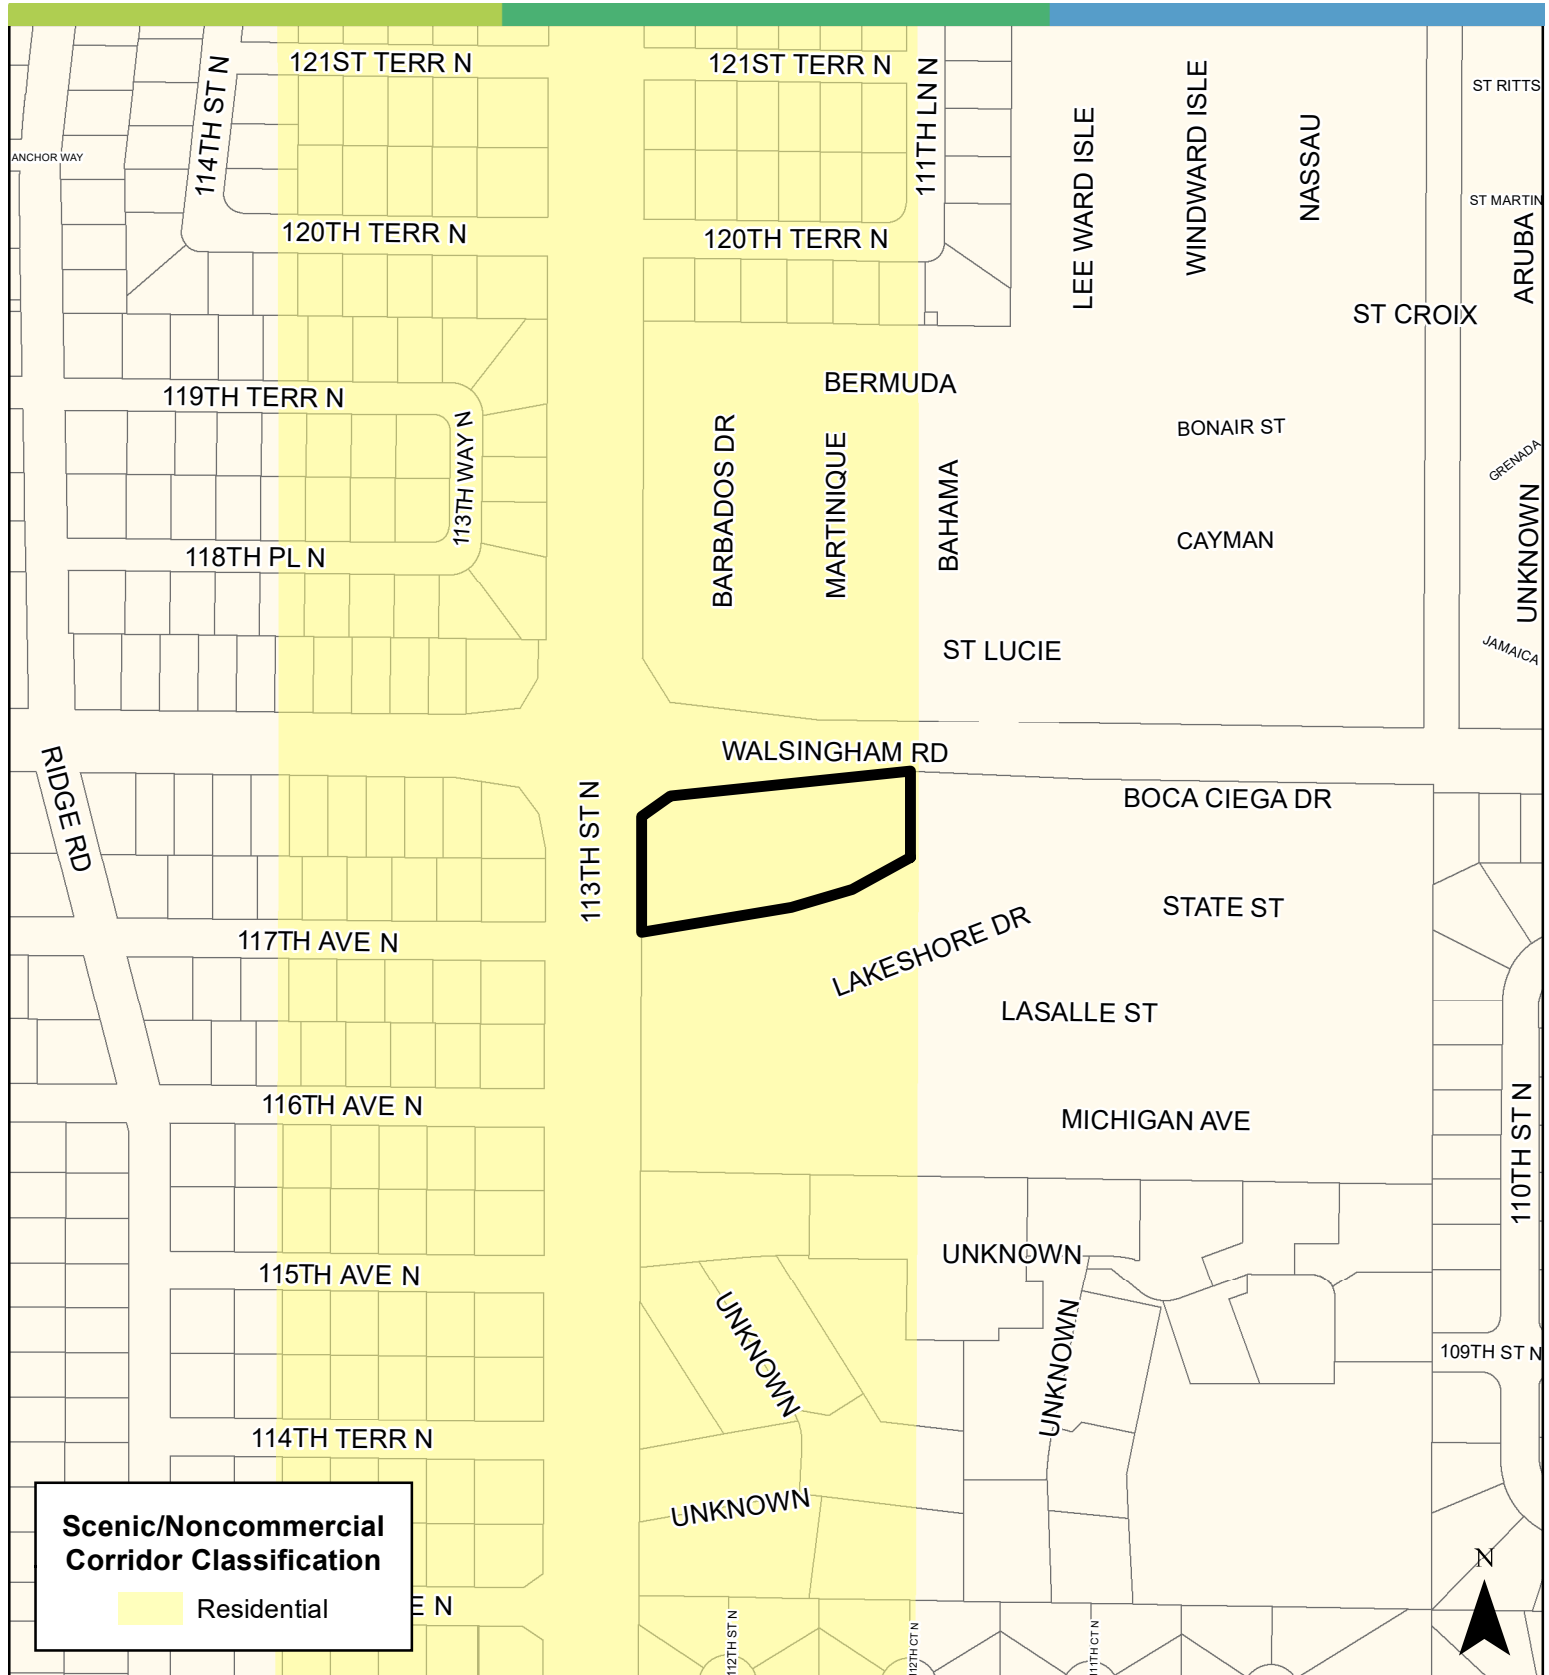 121ST TERR N
121ST TERR N
114TH ST N
111TH LN N
ANCHOR WAY
LEE WARD ISLE
WINDWARD ISLE
NASSAU
ST RITTS
ST MARTIN
ARUBA
120TH TERR N
120TH TERR N
ST CROIX
119TH TERR N
BERMUDA
113TH WAY N
BARBADOS DR
MARTINIQUE
BAHAMA
BONAIR ST
GRENADA
CAYMAN
UNKNOWN
118TH PL N
ST LUCIE
JAMAICA
WALSINGHAM RD
RIDGE RD
113TH ST N
BOCA CIEGA DR
STATE ST
117TH AVE N
LAKESHORE DR
LASALLE ST
116TH AVE N
MICHIGAN AVE
110TH ST N
115TH AVE N
UNKNOWN
UNKNOWN
UNKNOWN
109TH ST N
114TH TERR N
UNKNOWN
Scenic/Noncommercial
Corridor Classification
Residential
E N
N
112TH ST N
112TH CT N